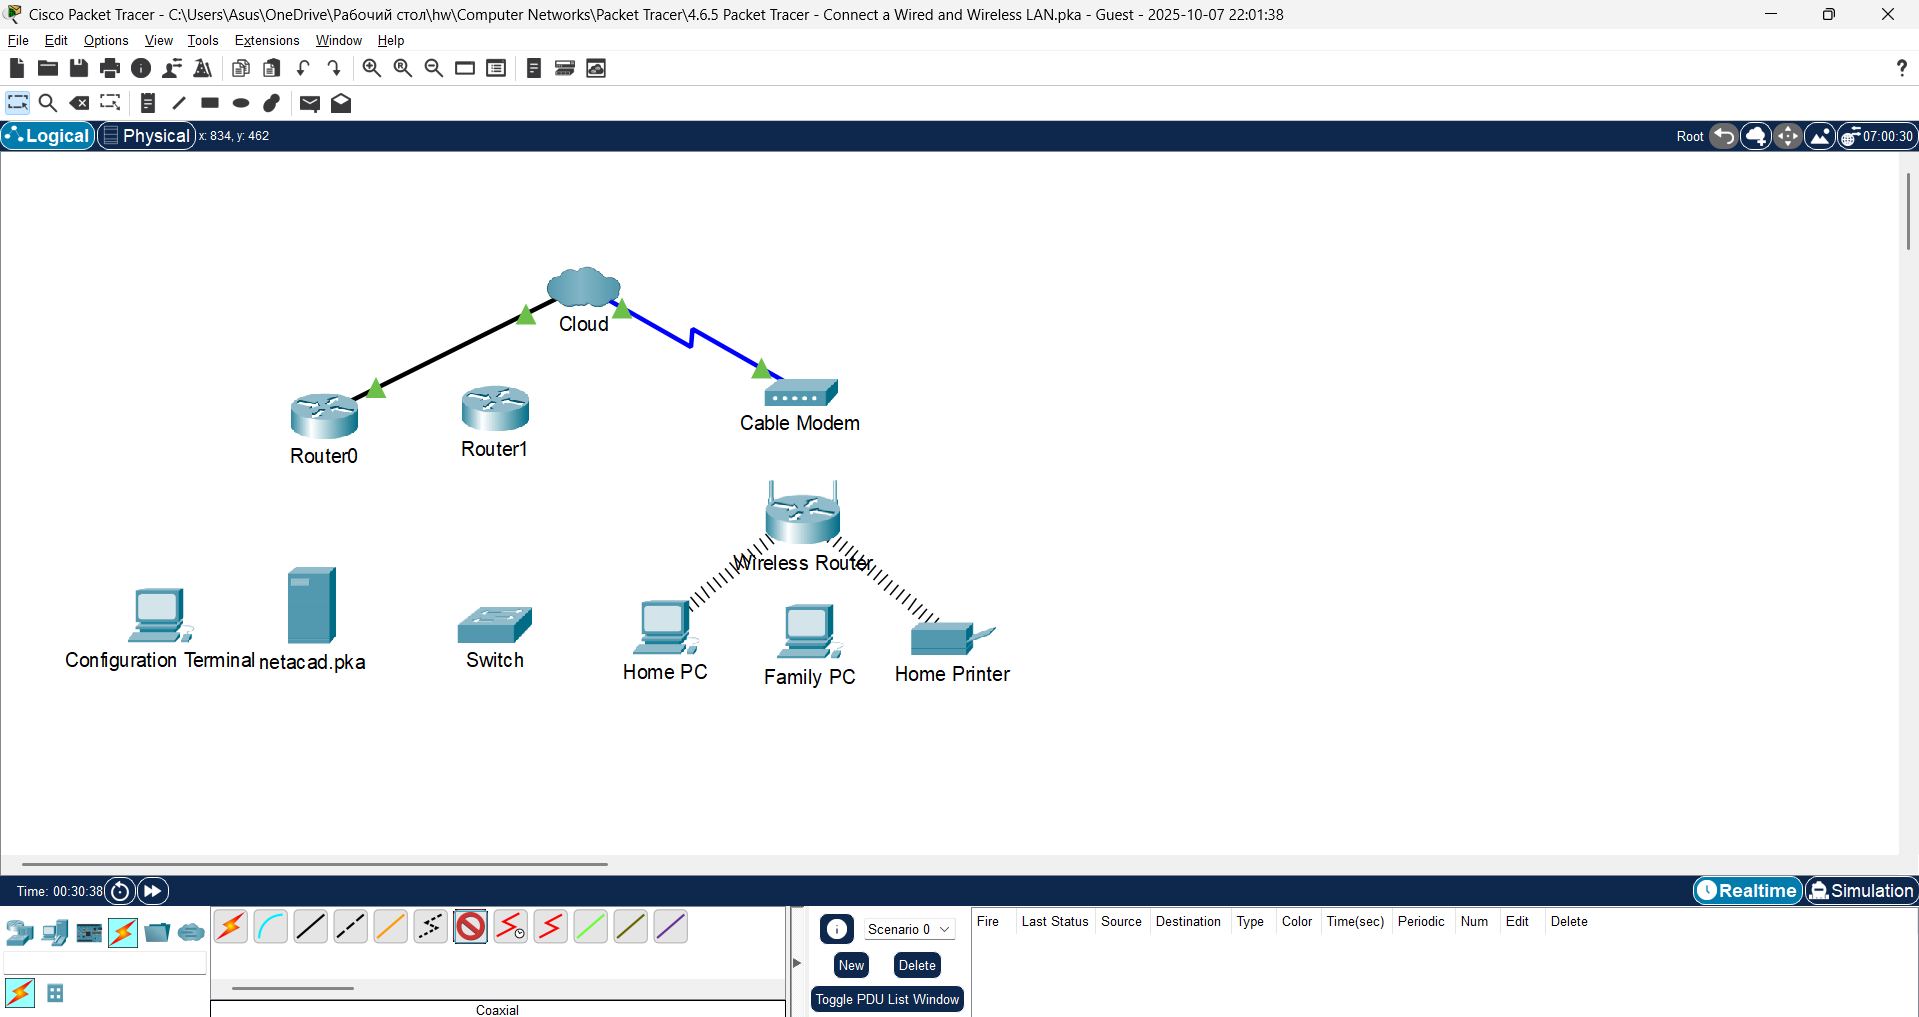 Cisco Packet Tracer - C:\Users\Asus\OneDrive\Рабочий стол\hw\Computer Networks\Packet Tracer\4.6.5 Packet Tracer - Connect a Wired and Wireless LAN.pka - Guest - 2025-10-07 22:01:38
File Edit Options View Tools Extensions Window Help
?
Logical Physical x: 834, y: 462 Root 07:00:30
Cloud
Cable Modem
Router0
Router1
Wireless Router
Configuration Terminal
netacad.pka
Switch
Home PC
Family PC
Home Printer
Time: 00:30:38 Realtime Simulation
Scenario 0 Fire Last Status Source Destination Type Color Time(sec) Periodic Num Edit Delete
New Delete
Toggle PDU List Window
Coaxial